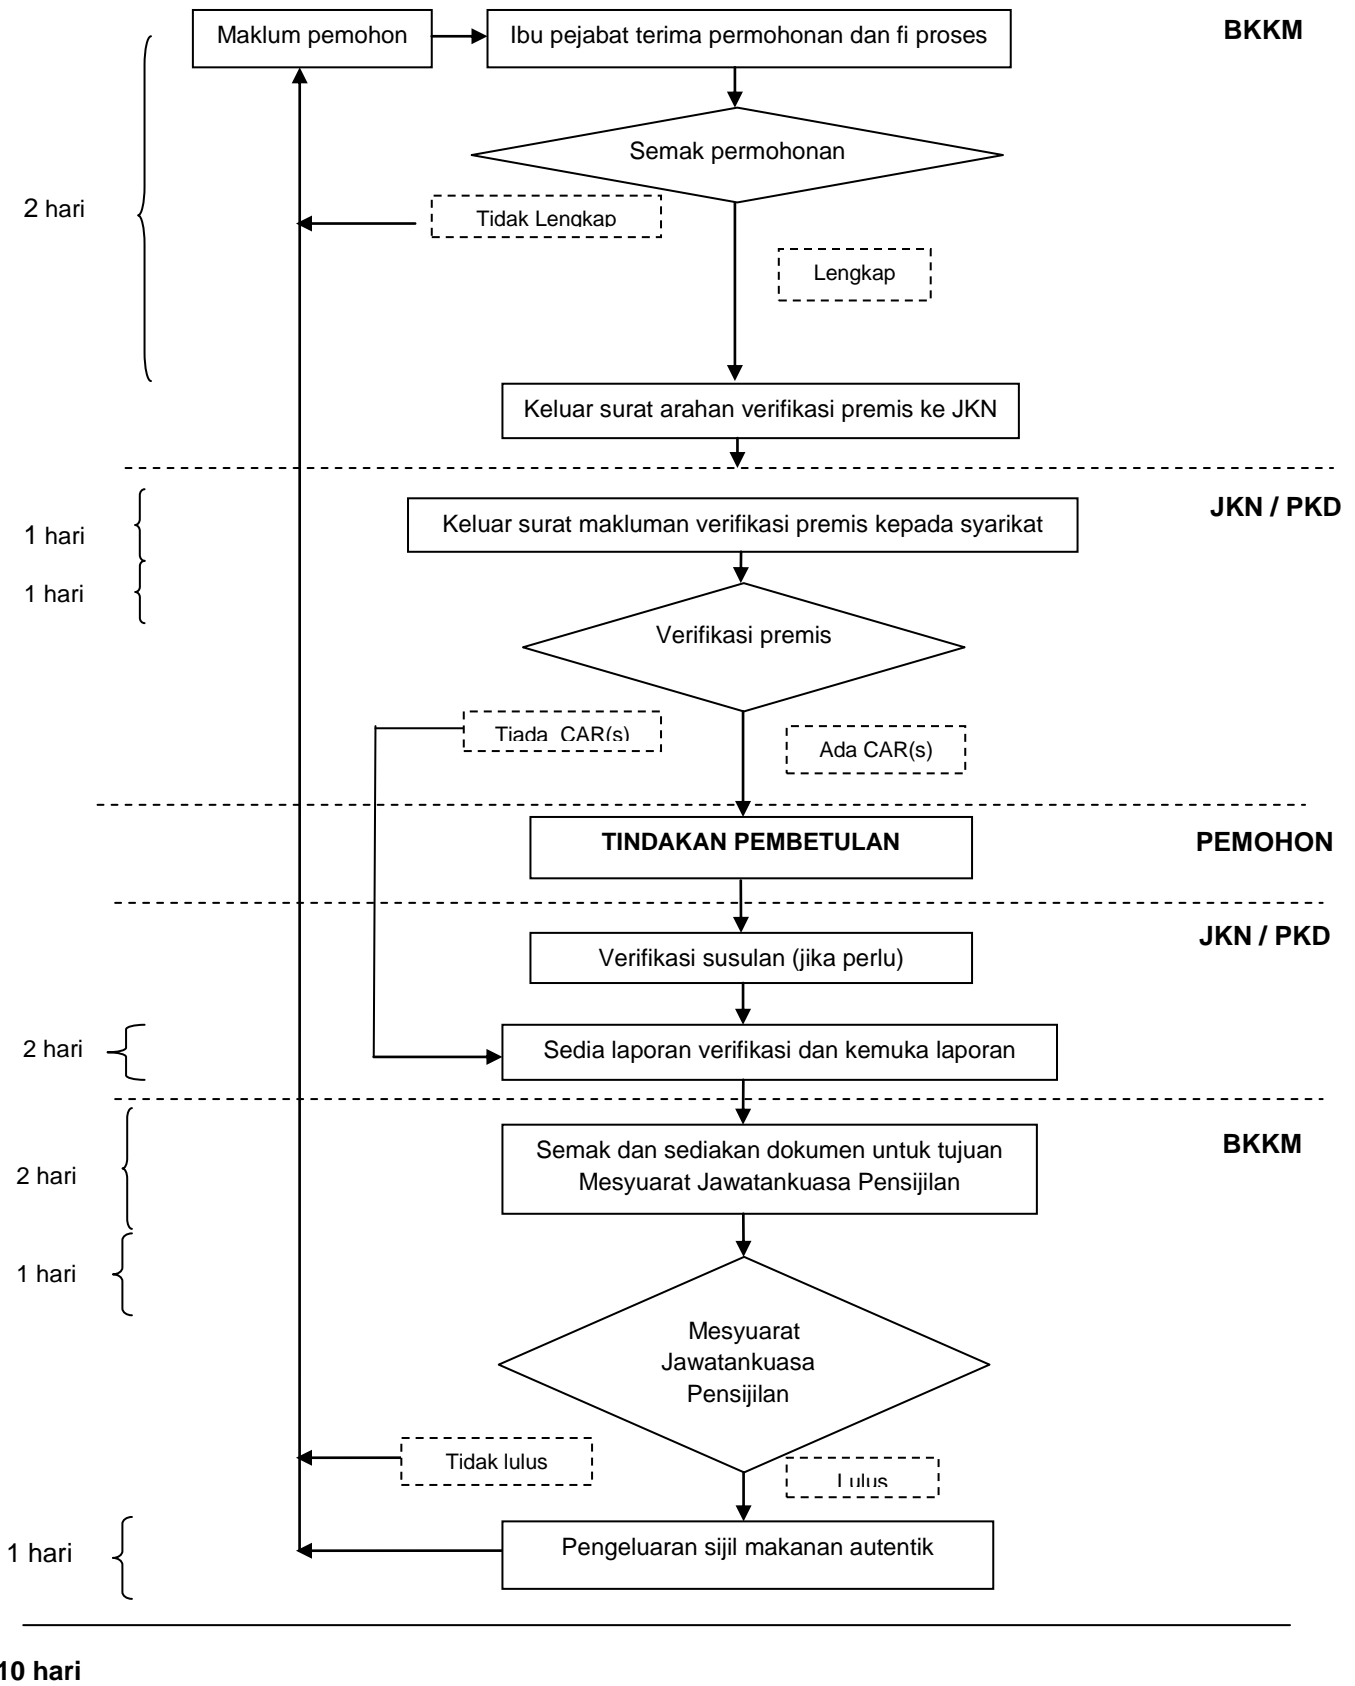 Maklum pemohon
Ibu pejabat terima permohonan dan fi proses
BKKM
Semak permohonan
2 hari
Tidak Lengkap
Lengkap
Keluar surat arahan verifikasi premis ke JKN
JKN / PKD
1 hari
Keluar surat makluman verifikasi premis kepada syarikat
1 hari
Verifikasi premis
Tiada CAR(s)
Ada CAR(s)
TINDAKAN PEMBETULAN
PEMOHON
JKN / PKD
Verifikasi susulan (jika perlu)
2 hari
Sedia laporan verifikasi dan kemuka laporan
BKKM
2 hari
Semak dan sediakan dokumen untuk tujuan
Mesyuarat Jawatankuasa Pensijilan
1 hari
Mesyuarat
Jawatankuasa
Pensijilan
Tidak lulus
Lulus
1 hari
Pengeluaran sijil makanan autentik
10 hari